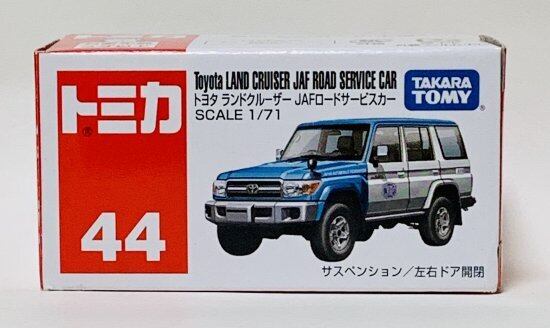 トミカ
®
44
Toyota LAND CRUISER JAF ROAD SERVICE CAR
トヨタ ランドクルーザー JAFロードサービスカー
SCALE 1/71
TAKARA
TOMY
サスペンション/左右ドア開閉